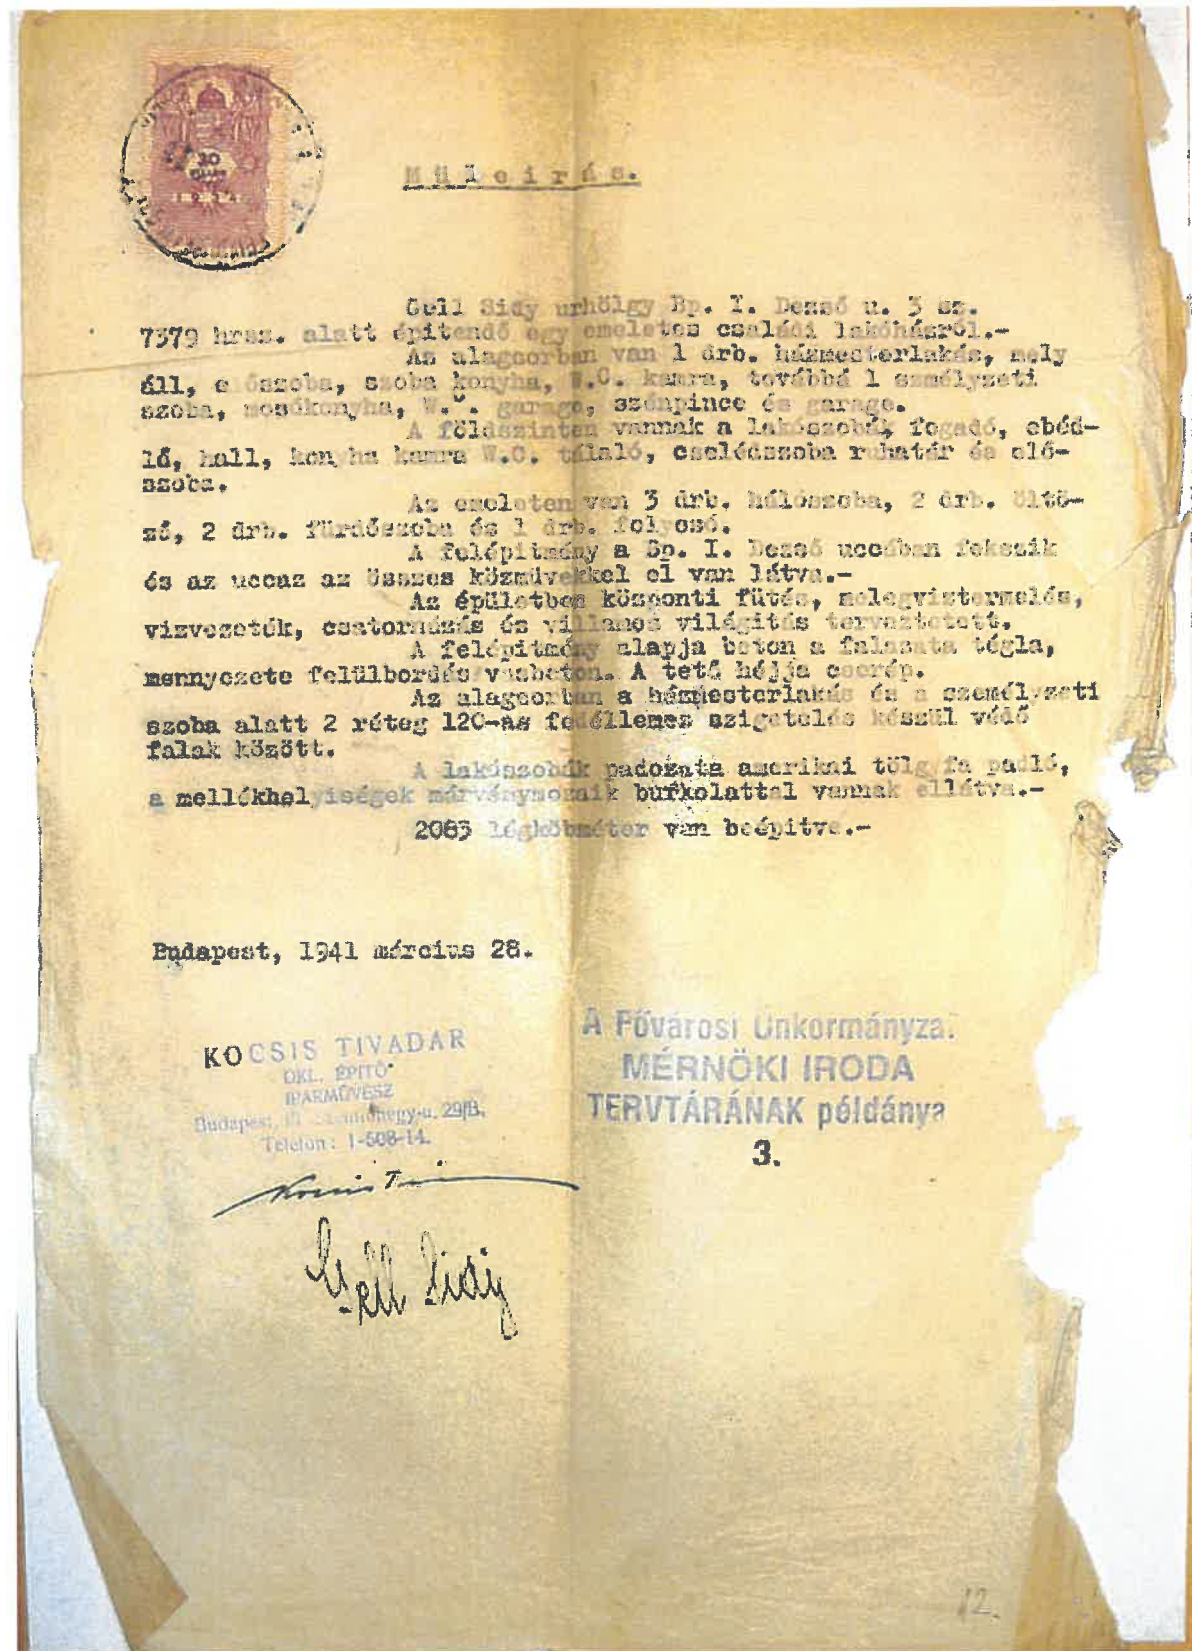 Műleirás.
Gell Sidy urhölgy Bp. I. Dezső u. 3 sz.
7379 hrsz. alatt épitendő egy emeletes családi lakóházról.-
Az alagsorban van 1 drb. házmesterlakás, mely
áll, e őszoba, szoba konyha, W.C. kamra, továbbá 1 személyzeti
szoba, mosókonyha, W.C. garage, szénpince és garage.
A földszinten vannak a lakószobák, fogadó, ebéd-
lő, hall, konyha kamra W.C. tálaló, cselédszoba ruhatár és elő-
szoba.
Az emeleten van 3 drb. hálószoba, 2 drb. öltö-
ző, 2 drb. fürdőszoba és 1 drb. folyosó.
A felépitmény a Bp. I. Dezső uccában fekszik
és az uccaz az összes közművekkel el van látva.-
Az épületben központi fütés, melegviztermelés,
vizvezeték, csatornázás és villamos világitás terveztetett.
A felépitmény alapja beton a falazata tégla,
mennyezete felülbordás vasbeton. A tető héjja cserép.
Az alagsorban a házmesterlakás és a személyzeti
szoba alatt 2 réteg 120-as fedéllemez szigetelés készül védő
falak között.
A lakószobák padozata amerikai tölgyfa padló,
a mellékhelyiségek márványmozaik burkolattal vannak ellátva.-
2083 légköbméter van beépitve.-
Budapest, 1941 március 28.
KOCSIS TIVADAR
OKL. ÉPITŐ
IPARMŰVÉSZ
Budapest, 29/B.
Telefon: 1-508-14.
A Fővárosi Önkormányza
MÉRNÖKI IRODA
TERVTÁRÁNAK példánya
3.
Gell Sidy
12.